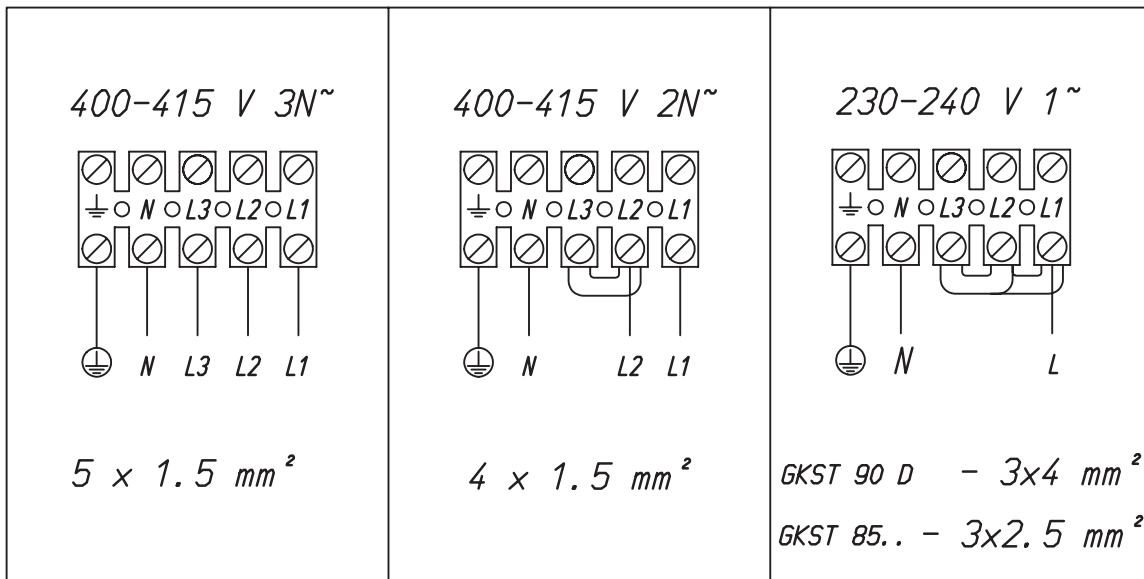 400-415 V 3N~
⏚ N L3 L2 L1
N L3 L2 L1
5 x 1.5 mm²
400-415 V 2N~
⏚ N L3 L2 L1
N L2 L1
4 x 1.5 mm²
230-240 V 1~
⏚ N L3 L2 L1
N L
GKST 90 D - 3x4 mm²
GKST 85.. - 3x2.5 mm²